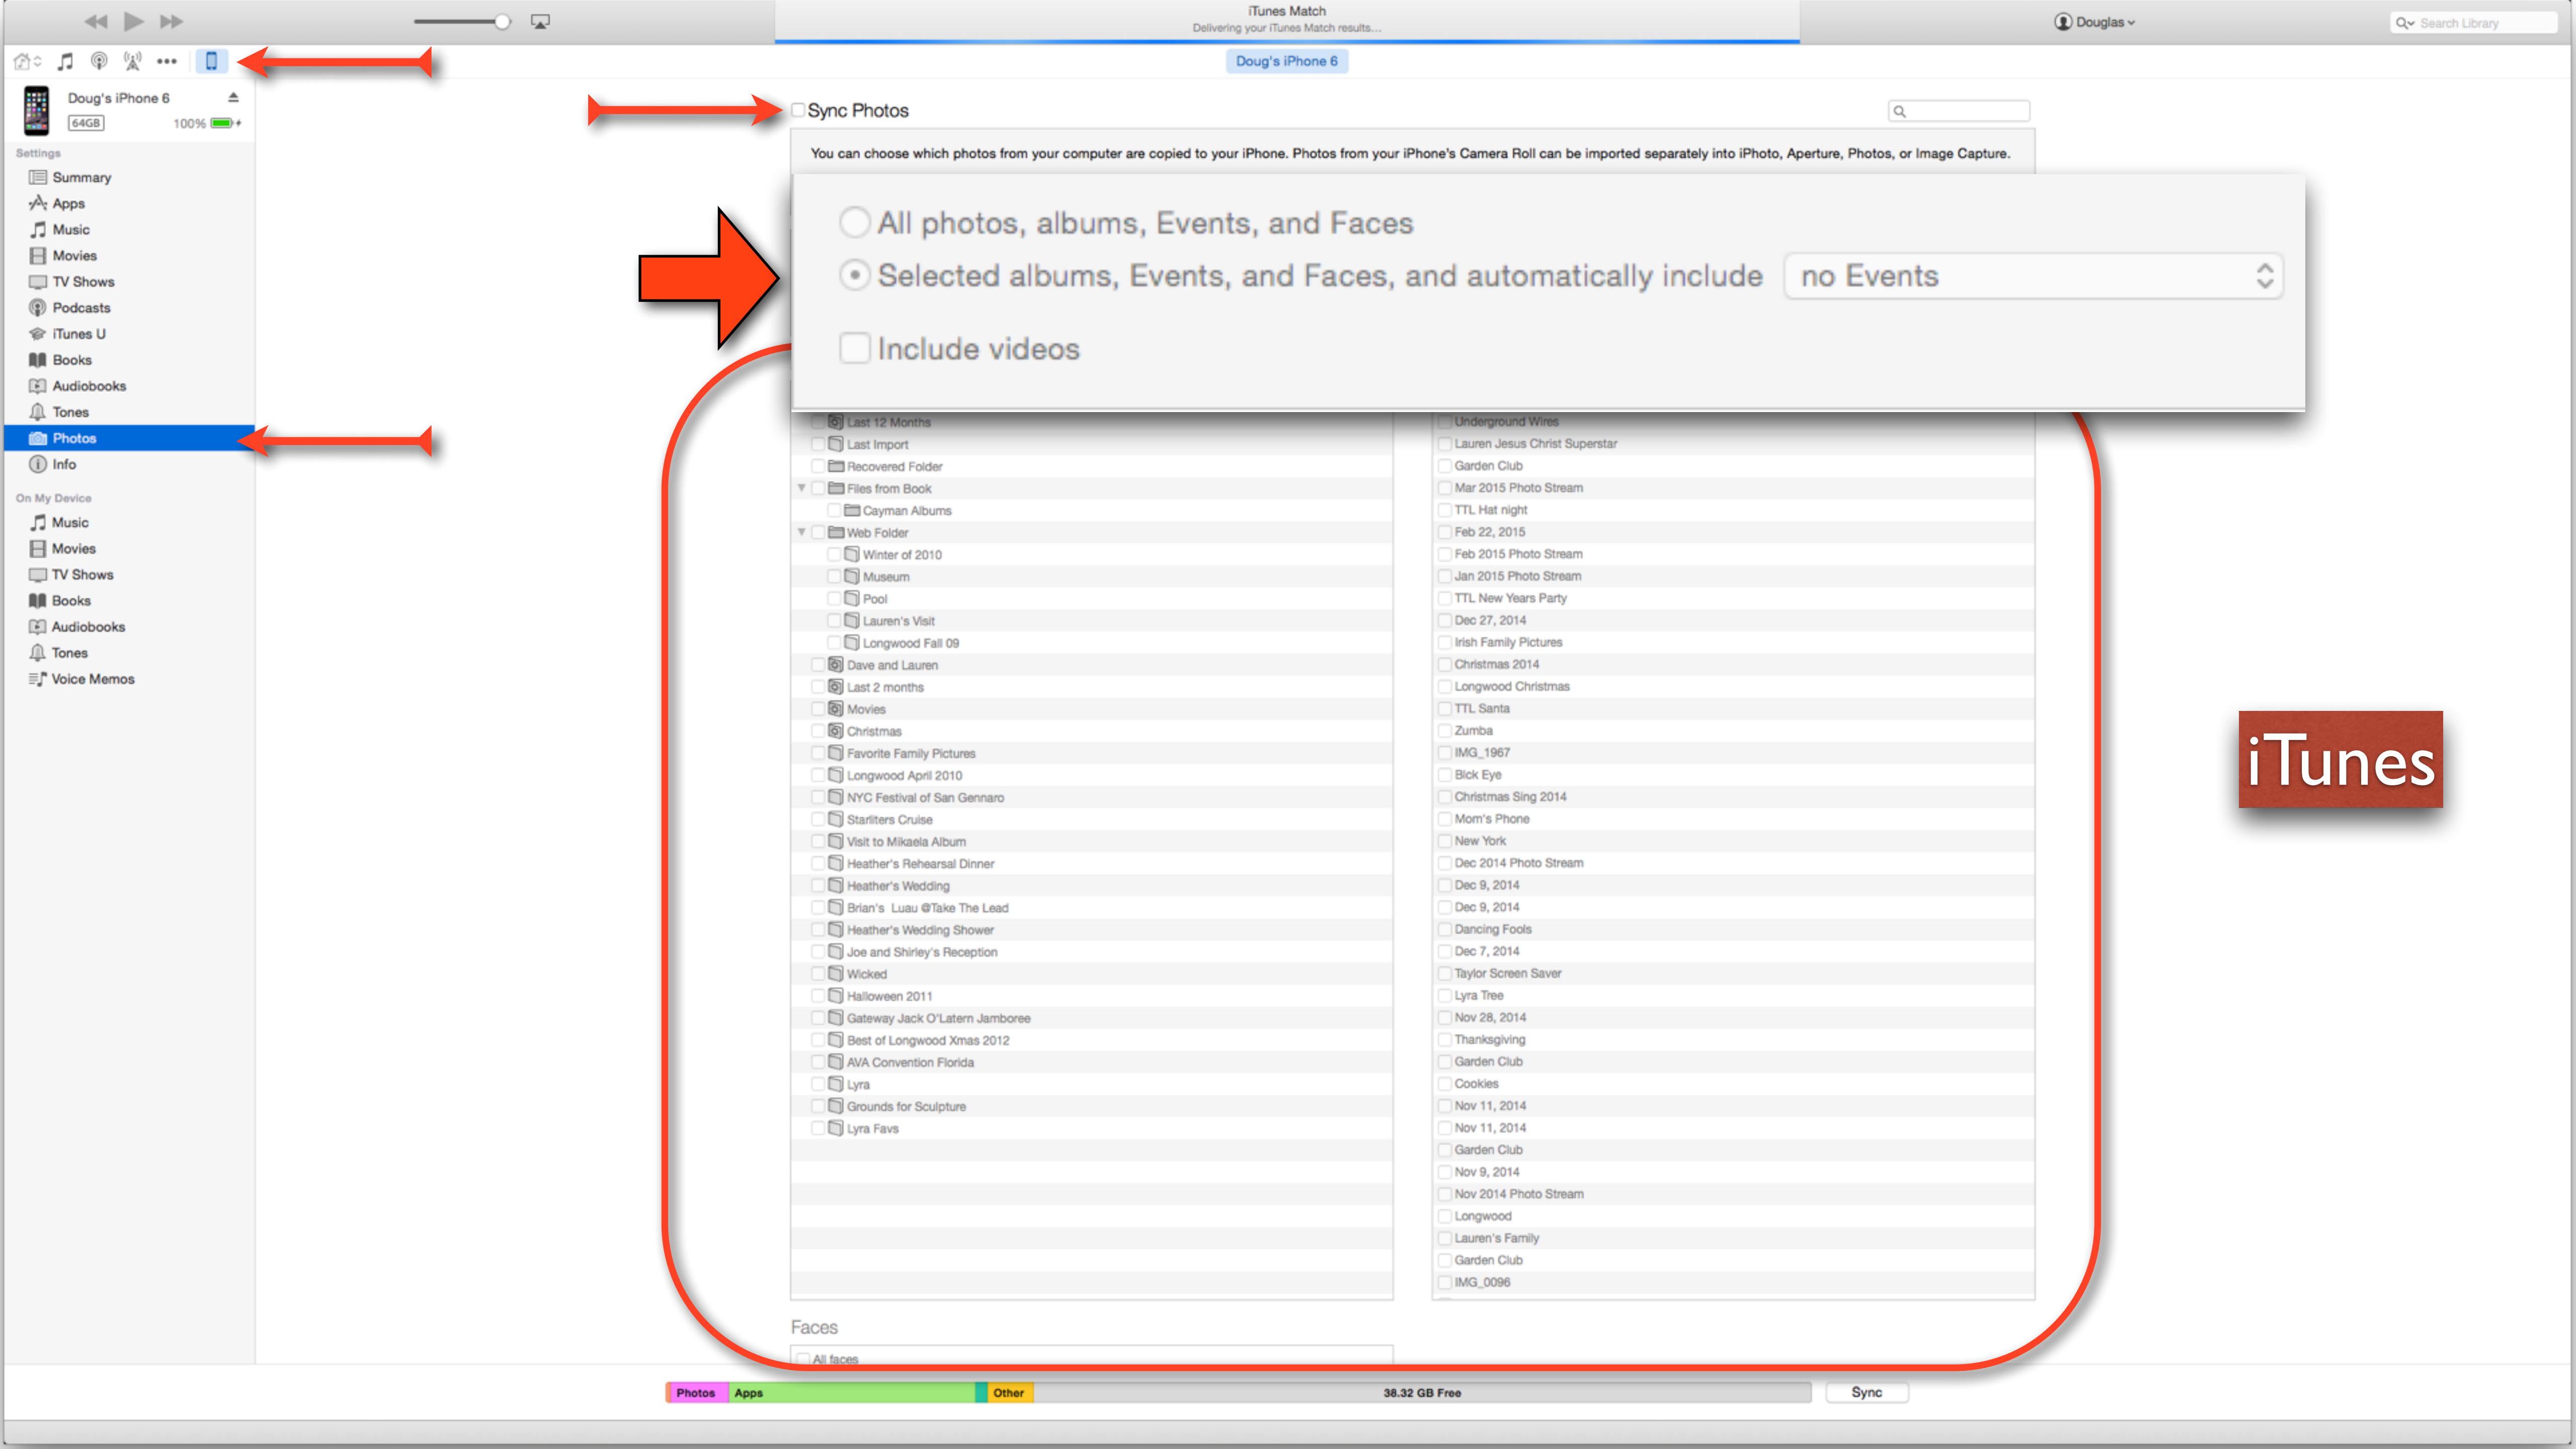 iTunes Match
Delivering your iTunes Match results...
Douglas
Search Library
Doug's iPhone 6
Doug's iPhone 6
64GB
100%
Settings
Summary
Apps
Music
Movies
TV Shows
Podcasts
iTunes U
Books
Audiobooks
Tones
Photos
Info
On My Device
Music
Movies
TV Shows
Books
Audiobooks
Tones
Voice Memos
Sync Photos
You can choose which photos from your computer are copied to your iPhone. Photos from your iPhone's Camera Roll can be imported separately into iPhoto, Aperture, Photos, or Image Capture.
All photos, albums, Events, and Faces
Selected albums, Events, and Faces, and automatically include no Events
Include videos
Last 12 Months
Last Import
Recovered Folder
Files from Book
Cayman Albums
Web Folder
Winter of 2010
Museum
Pool
Lauren's Visit
Longwood Fall 09
Dave and Lauren
Last 2 months
Movies
Christmas
Favorite Family Pictures
Longwood April 2010
NYC Festival of San Gennaro
Starliters Cruise
Visit to Mikaela Album
Heather's Rehearsal Dinner
Heather's Wedding
Brian's Luau @Take The Lead
Heather's Wedding Shower
Joe and Shirley's Reception
Wicked
Halloween 2011
Gateway Jack O'Latern Jamboree
Best of Longwood Xmas 2012
AVA Convention Florida
Lyra
Grounds for Sculpture
Lyra Favs
Underground Wires
Lauren Jesus Christ Superstar
Garden Club
Mar 2015 Photo Stream
TTL Hat night
Feb 22, 2015
Feb 2015 Photo Stream
Jan 2015 Photo Stream
TTL New Years Party
Dec 27, 2014
Irish Family Pictures
Christmas 2014
Longwood Christmas
TTL Santa
Zumba
IMG_1967
Blck Eye
Christmas Sing 2014
Mom's Phone
New York
Dec 2014 Photo Stream
Dec 9, 2014
Dec 9, 2014
Dancing Fools
Dec 7, 2014
Taylor Screen Saver
Lyra Tree
Nov 28, 2014
Thanksgiving
Garden Club
Cookies
Nov 11, 2014
Nov 11, 2014
Garden Club
Nov 9, 2014
Nov 2014 Photo Stream
Longwood
Lauren's Family
Garden Club
IMG_0096
Faces
All faces
iTunes
Photos Apps Other 38.32 GB Free Sync